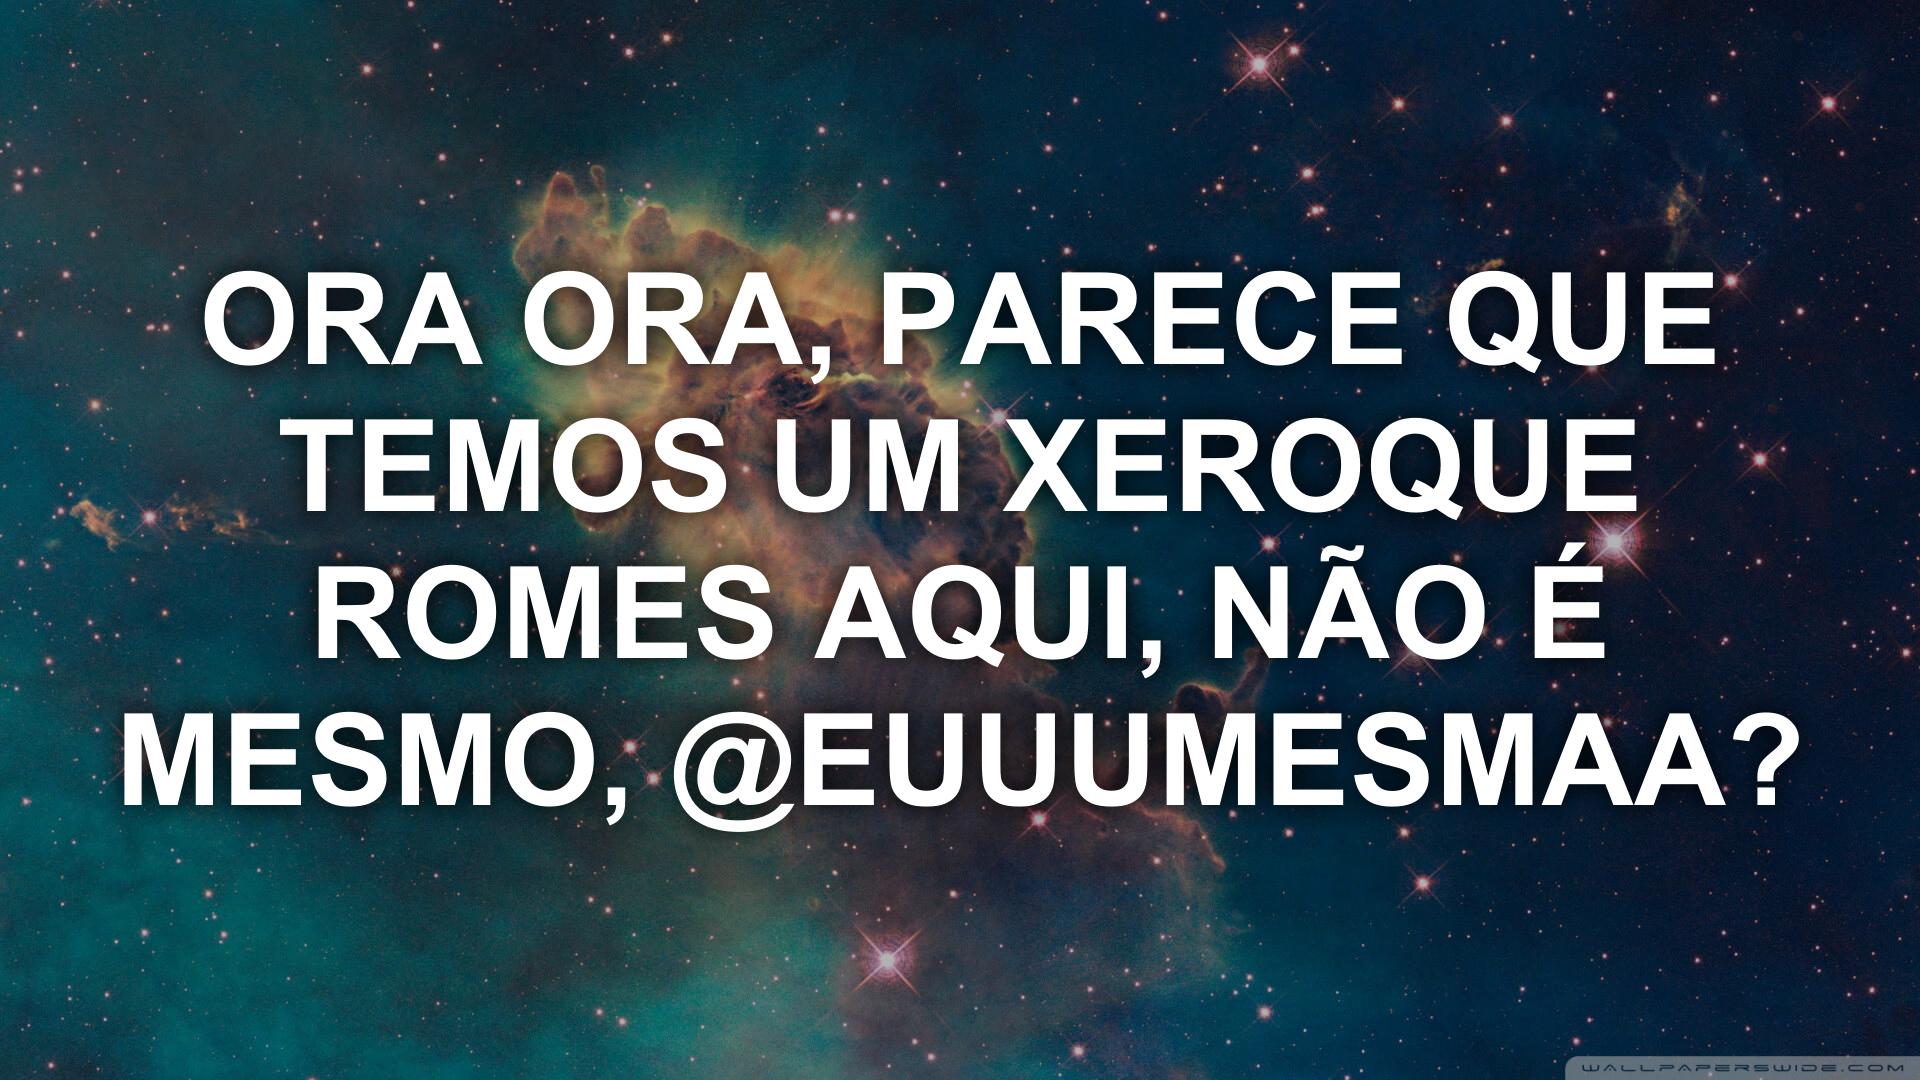 ORA ORA, PARECE QUE
TEMOS UM XEROQUE
ROMES AQUI, NÃO É
MESMO, @EUUUMESMAA?
WALLPAPERSWIDE.COM